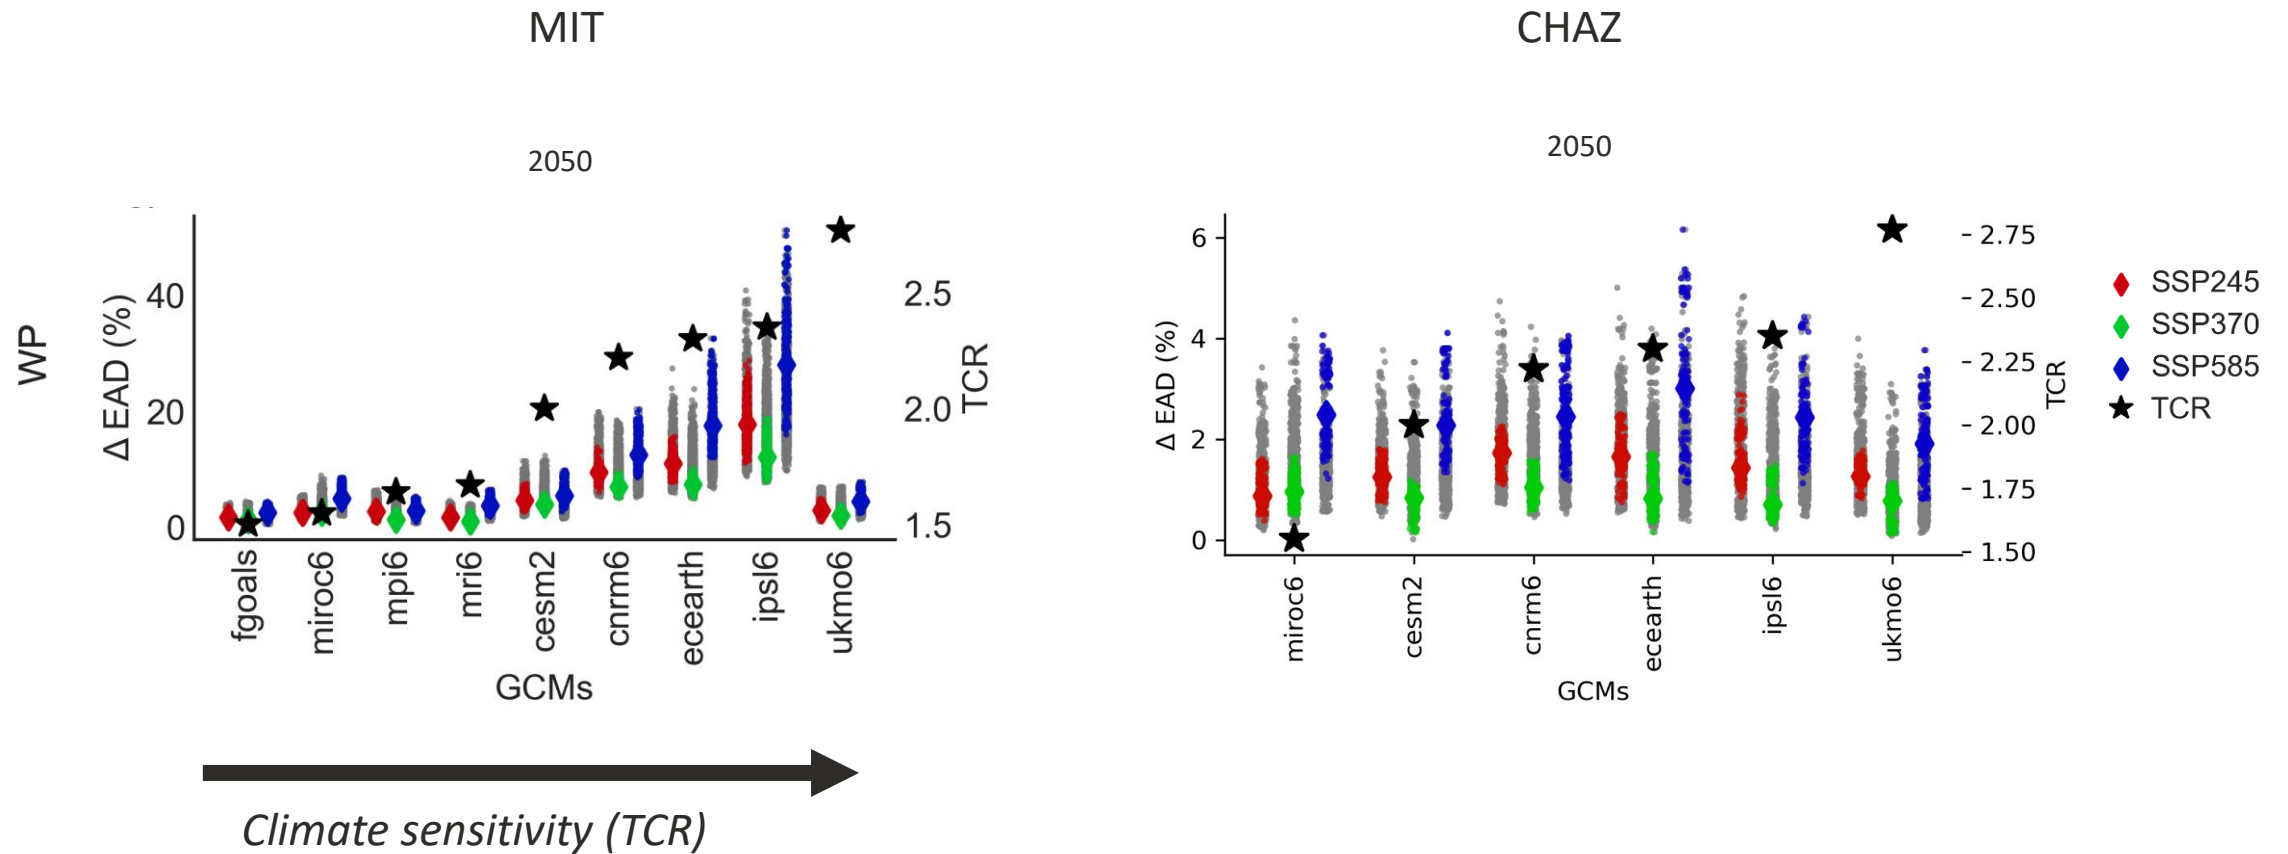 MIT
CHAZ
2050
2050
WP
Δ EAD (%)
40
20
0
2.5
2.0
1.5
TCR
fgoals
miroc6
mpi6
mri6
cesm2
cnrm6
ecearth
ipsl6
ukmo6
GCMs
Climate sensitivity (TCR)
Δ EAD (%)
6
4
2
0
2.75
2.50
2.25
2.00
1.75
1.50
TCR
miroc6
cesm2
cnrm6
ecearth
ipsl6
ukmo6
GCMs
SSP245
SSP370
SSP585
TCR